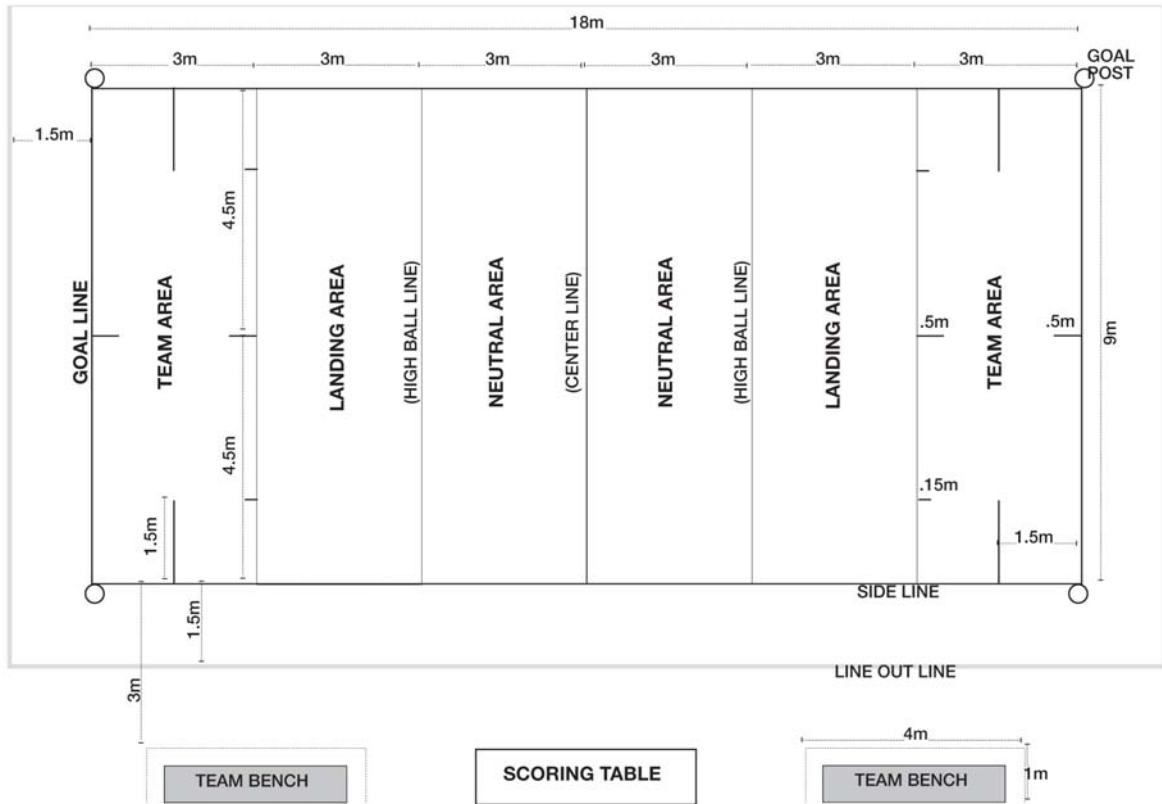 18m
3m
3m
3m
3m
3m
3m
GOAL
POST
1.5m
4.5m
GOAL LINE
TEAM AREA
LANDING AREA
(HIGH BALL LINE)
NEUTRAL AREA
(CENTER LINE)
NEUTRAL AREA
(HIGH BALL LINE)
LANDING AREA
.5m
TEAM AREA
.5m
9m
4.5m
1.5m
.15m
1.5m
SIDE LINE
1.5m
3m
LINE OUT LINE
4m
TEAM BENCH
SCORING TABLE
TEAM BENCH
1m